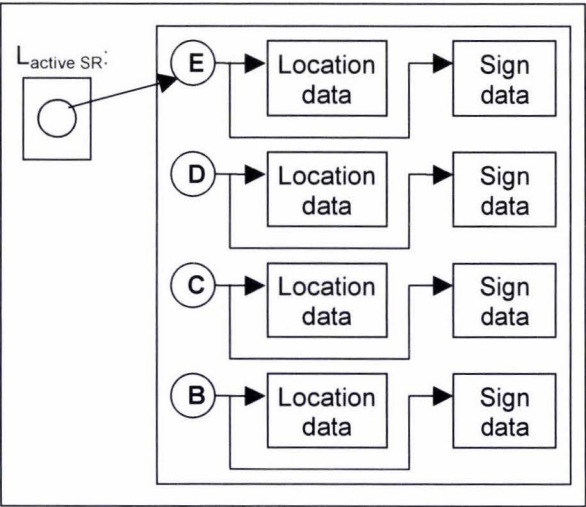 Lactive SR:
E
Location
data
Sign
data
D
Location
data
Sign
data
C
Location
data
Sign
data
B
Location
data
Sign
data